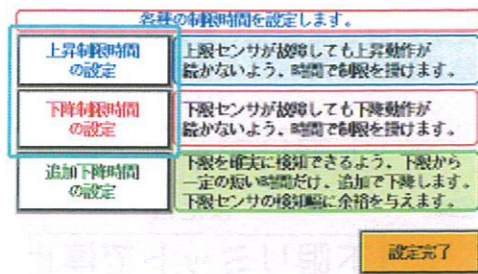 各種の制限時間を設定します。
上昇制限時間
の設定
上限センサが故障しても上昇動作が
続かないよう、時間で制限を掛けます。
下降制限時間
の設定
下限センサが故障しても下降動作が
続かないよう、時間で制限を掛けます。
追加下降時間
の設定
下限を確実に検知できるよう、下限から
一定の短い時間だけ、追加で下降します。
下限センサの検知幅に余裕を与えます。
設定完了